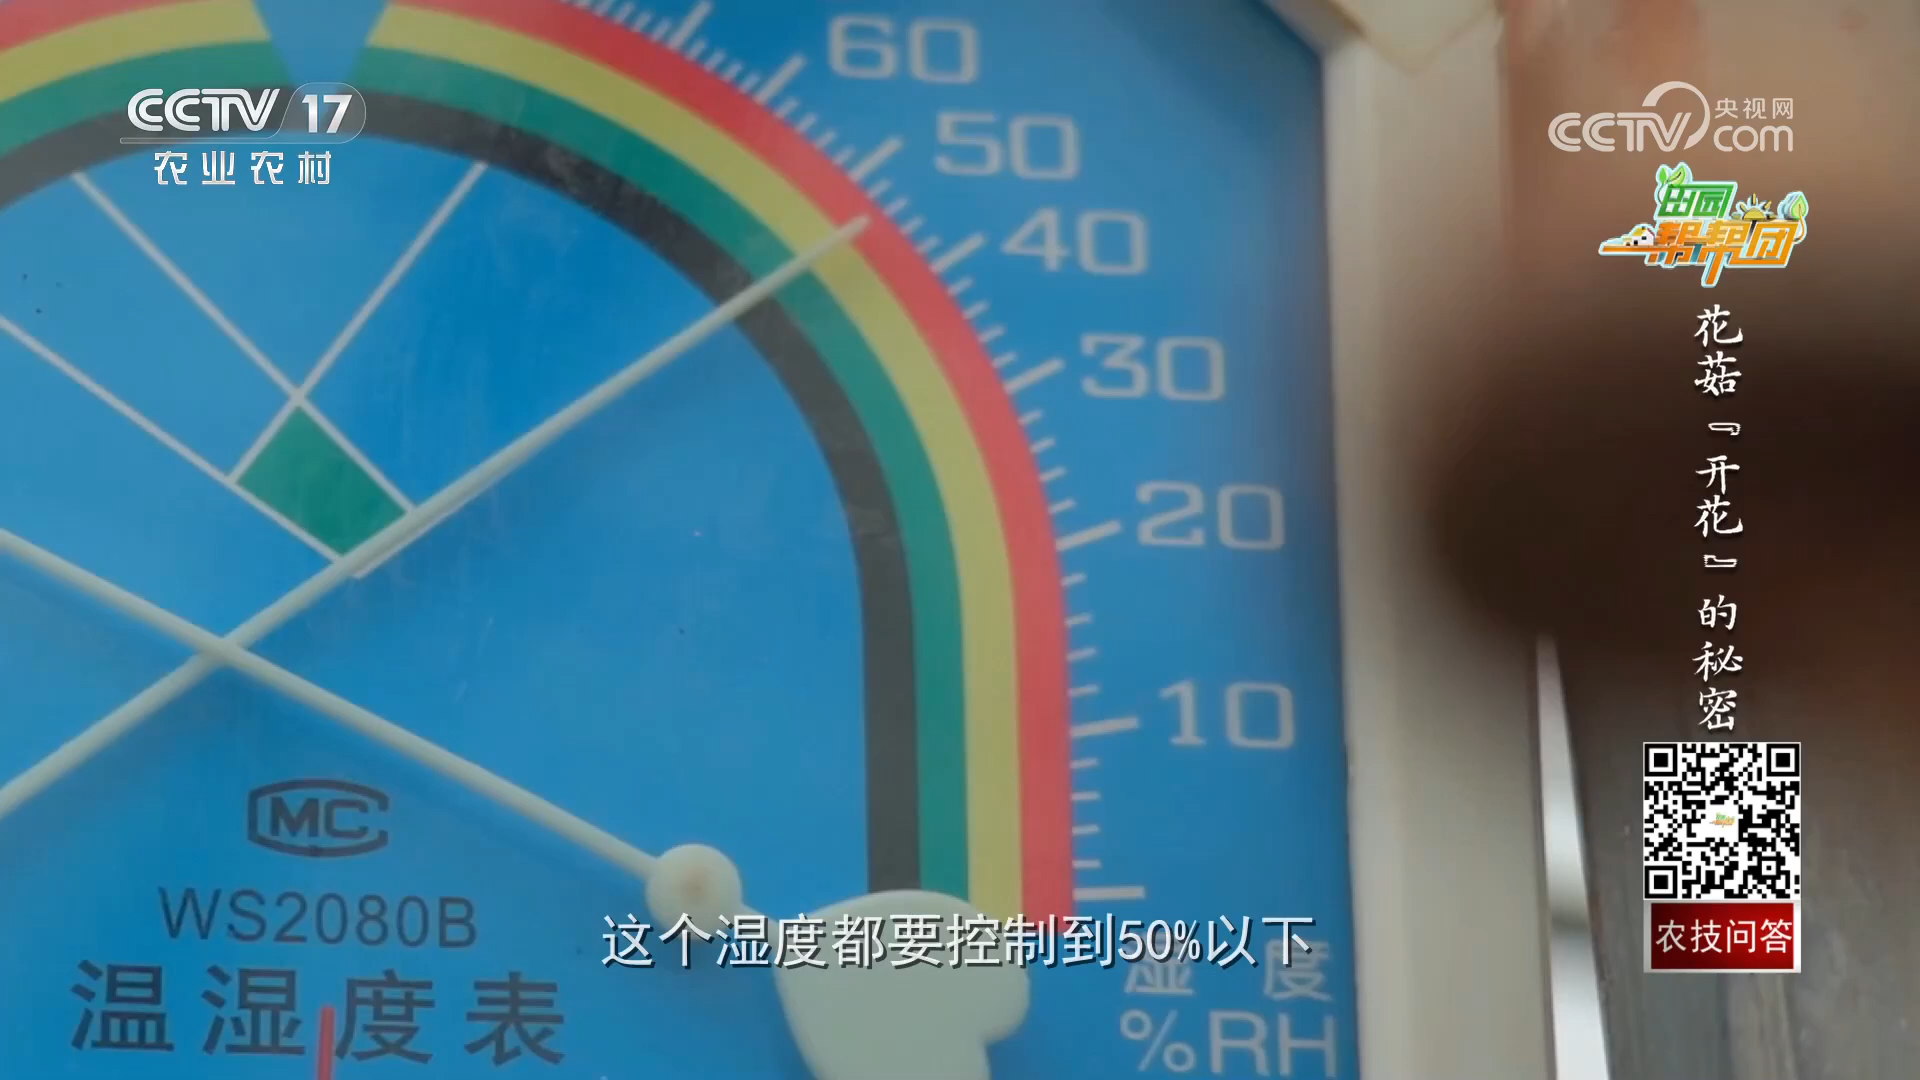 CCTV 17
农业农村
央视网
CCTV.com
田园
帮帮团
花菇『开花』的秘密
农技问答
60
50
40
30
20
10
湿 度
%RH
MC
WS2080B
温湿度表
这个湿度都要控制到50%以下